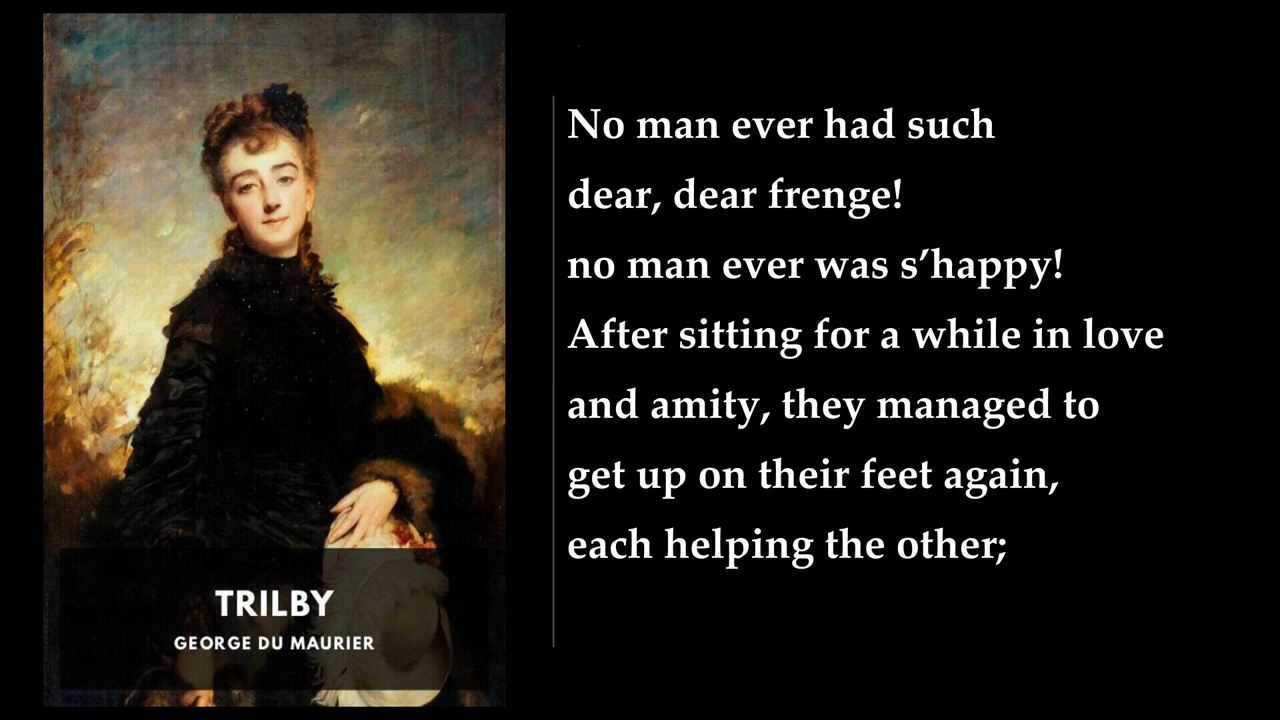 No man ever had such
dear, dear frenge!
no man ever was s’happy!
After sitting for a while in love
and amity, they managed to
get up on their feet again,
each helping the other;
TRILBY
GEORGE DU MAURIER